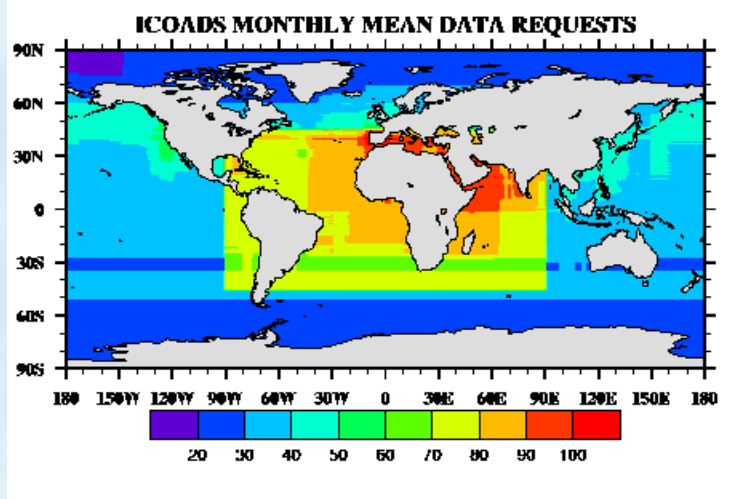 ICOADS MONTHLY MEAN DATA REQUESTS
90N
60N
30N
0
30S
60S
90S
180 150W 120W 90W 60W 30W 0 30E 60E 90E 120E 150E 180
20 30 40 50 60 70 80 90 100